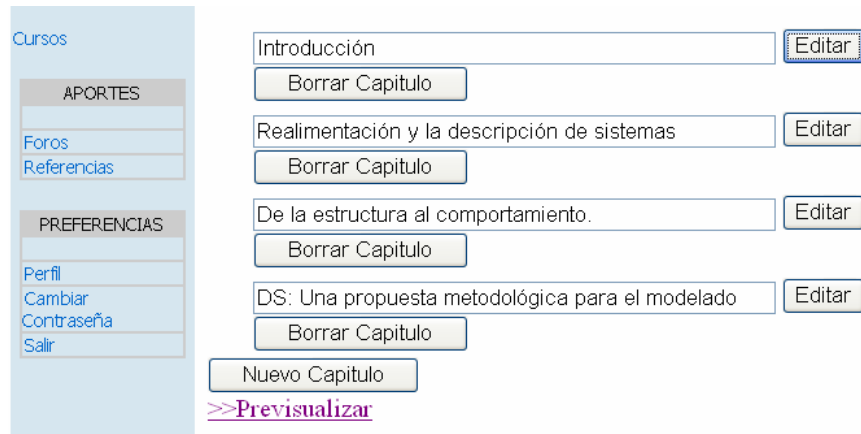 Cursos
APORTES
Foros
Referencias
PREFERENCIAS
Perfil
Cambiar
Contraseña
Salir
Introducción
Editar
Borrar Capitulo
Realimentación y la descripción de sistemas
Editar
Borrar Capitulo
De la estructura al comportamiento.
Editar
Borrar Capitulo
DS: Una propuesta metodológica para el modelado
Editar
Borrar Capitulo
Nuevo Capitulo
>>Previsualizar